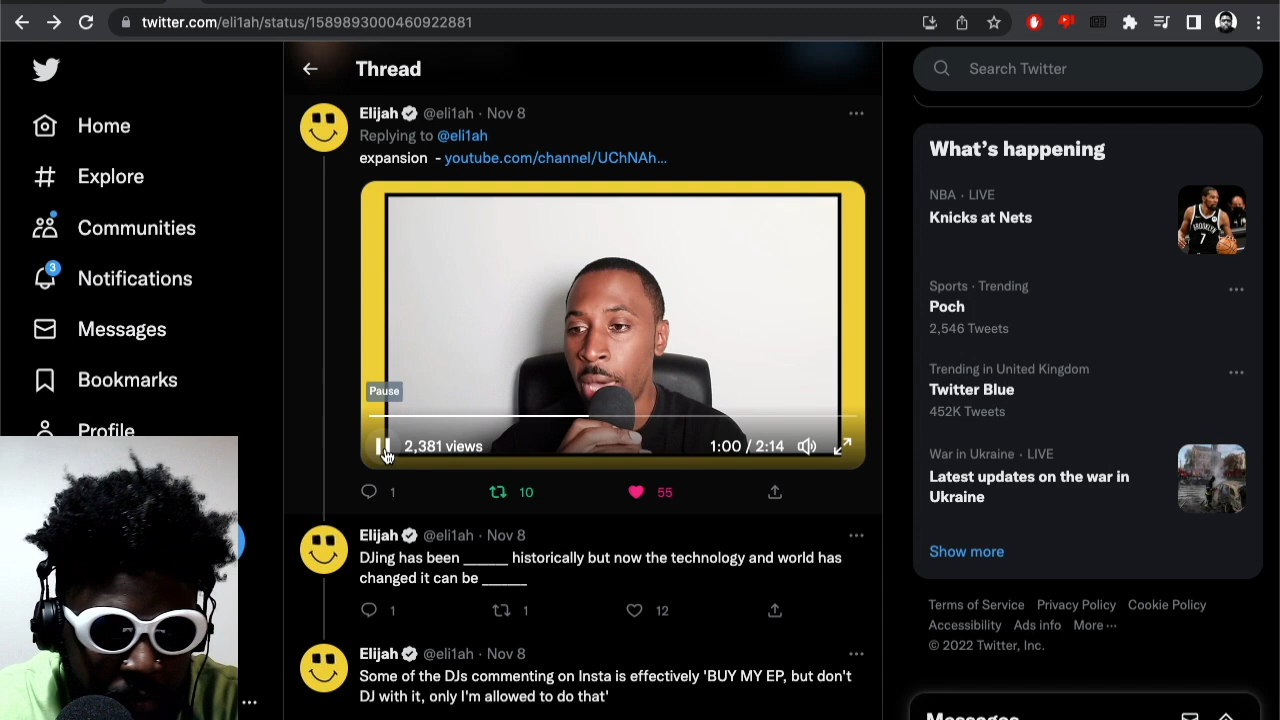 twitter.com/eli1ah/status/1589893000460922881
Home
Explore
Communities
3
Notifications
Messages
Bookmarks
Profile
Thread
Elijah @eli1ah · Nov 8
Replying to @eli1ah
expansion - youtube.com/channel/UChNAh…
Pause
2,381 views
1:00 / 2:14
1
10
55
Elijah @eli1ah · Nov 8
DJing has been ______ historically but now the technology and world has
changed it can be ______
1
1
12
Elijah @eli1ah · Nov 8
Some of the DJs commenting on Insta is effectively 'BUY MY EP, but don't
DJ with it, only I'm allowed to do that'
Search Twitter
What's happening
NBA · LIVE
Knicks at Nets
BROOKLYN
7
Sports · Trending
Poch
2,546 Tweets
Trending in United Kingdom
Twitter Blue
452K Tweets
War in Ukraine · LIVE
Latest updates on the war in
Ukraine
Show more
Terms of Service Privacy Policy Cookie Policy
Accessibility Ads info More ···
© 2022 Twitter, Inc.
Messages